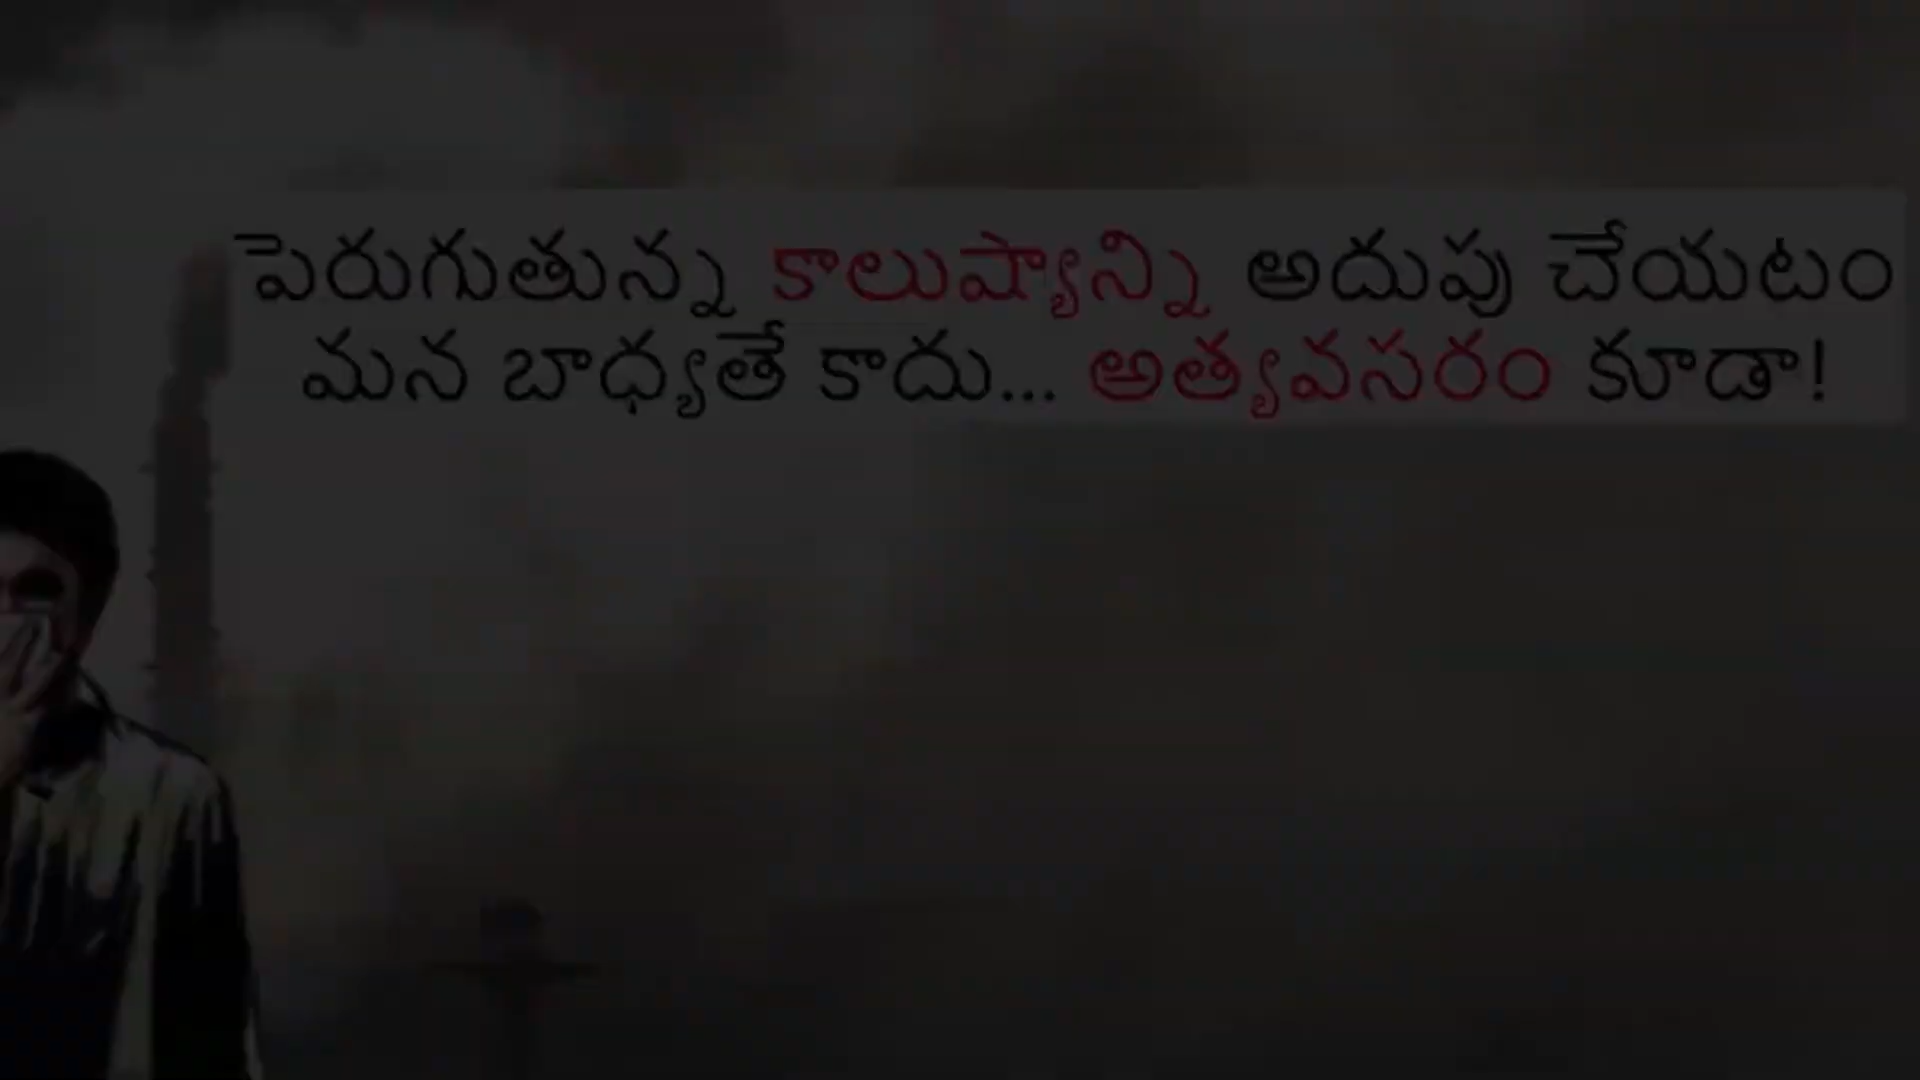 పెరుగుతున్న కాలుష్యాన్ని అదుపు చేయటం
మన బాధ్యతే కాదు... అత్యవసరం కూడా!